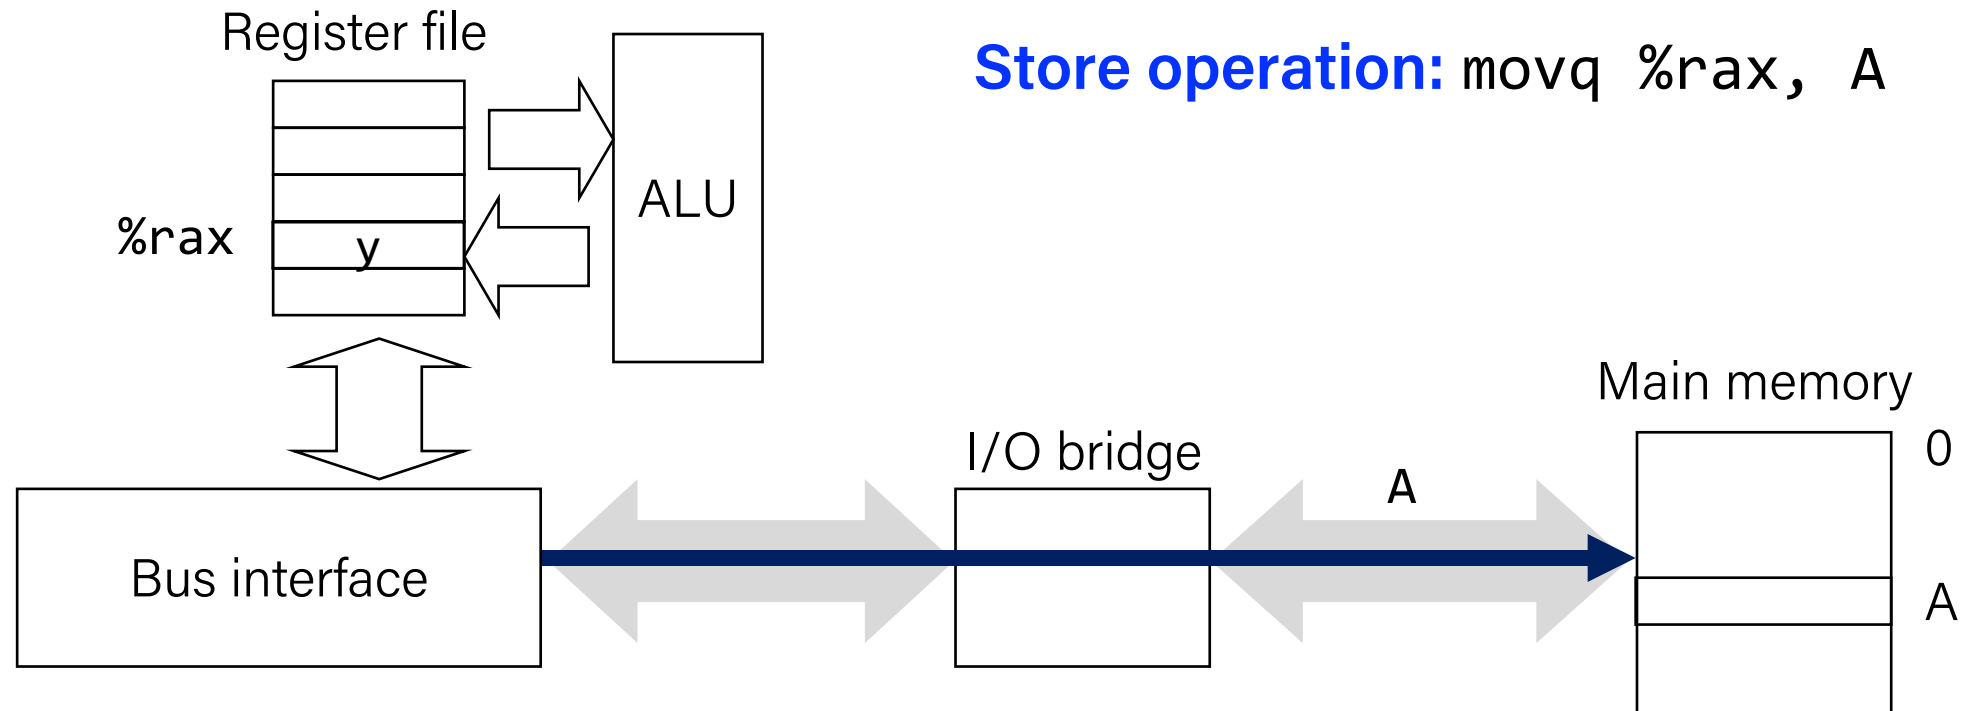 Register file
Store operation: movq %rax, A
ALU
%rax
y
Main memory
I/O bridge
0
A
Bus interface
A